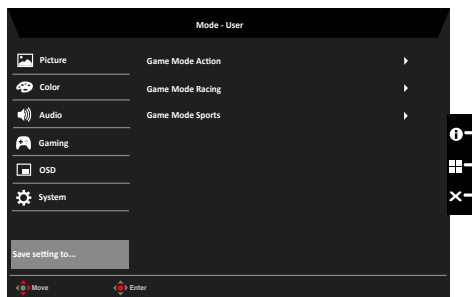 Mode - User
Picture
Game Mode Action
Color
Game Mode Racing
Audio
Game Mode Sports
Gaming
OSD
System
Save setting to...
Move
Enter